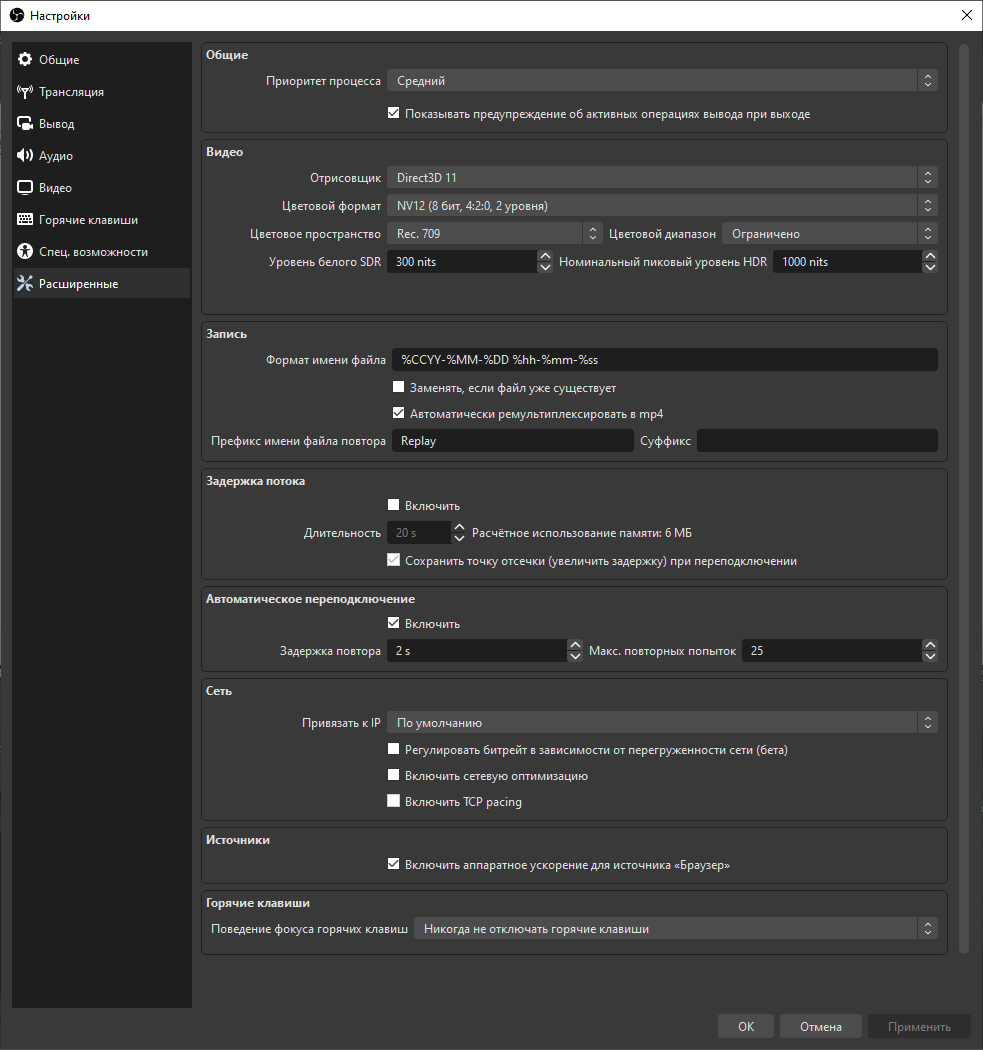 Настройки
Общие
Трансляция
Вывод
Аудио
Видео
Горячие клавиши
Спец. возможности
Расширенные
Общие
Приоритет процесса Средний
Показывать предупреждение об активных операциях вывода при выходе
Видео
Отрисовщик Direct3D 11
Цветовой формат NV12 (8 бит, 4:2:0, 2 уровня)
Цветовое пространство Rec. 709 Цветовой диапазон Ограничено
Уровень белого SDR 300 nits Номинальный пиковый уровень HDR 1000 nits
Запись
Формат имени файла %CCYY-%MM-%DD %hh-%mm-%ss
Заменять, если файл уже существует
Автоматически ремультиплексировать в mp4
Префикс имени файла повтора Replay Суффикс
Задержка потока
Включить
Длительность 20 s Расчётное использование памяти: 6 МБ
Сохранить точку отсечки (увеличить задержку) при переподключении
Автоматическое переподключение
Включить
Задержка повтора 2 s Макс. повторных попыток 25
Сеть
Привязать к IP По умолчанию
Регулировать битрейт в зависимости от перегруженности сети (бета)
Включить сетевую оптимизацию
Включить TCP pacing
Источники
Включить аппаратное ускорение для источника «Браузер»
Горячие клавиши
Поведение фокуса горячих клавиш Никогда не отключать горячие клавиши
ОК Отмена Применить